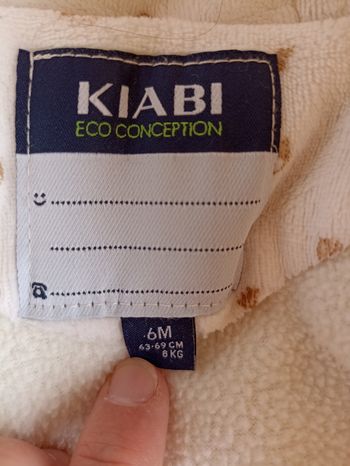 KIABI
ECO CONCEPTION
6M
63-69 CM
8 KG